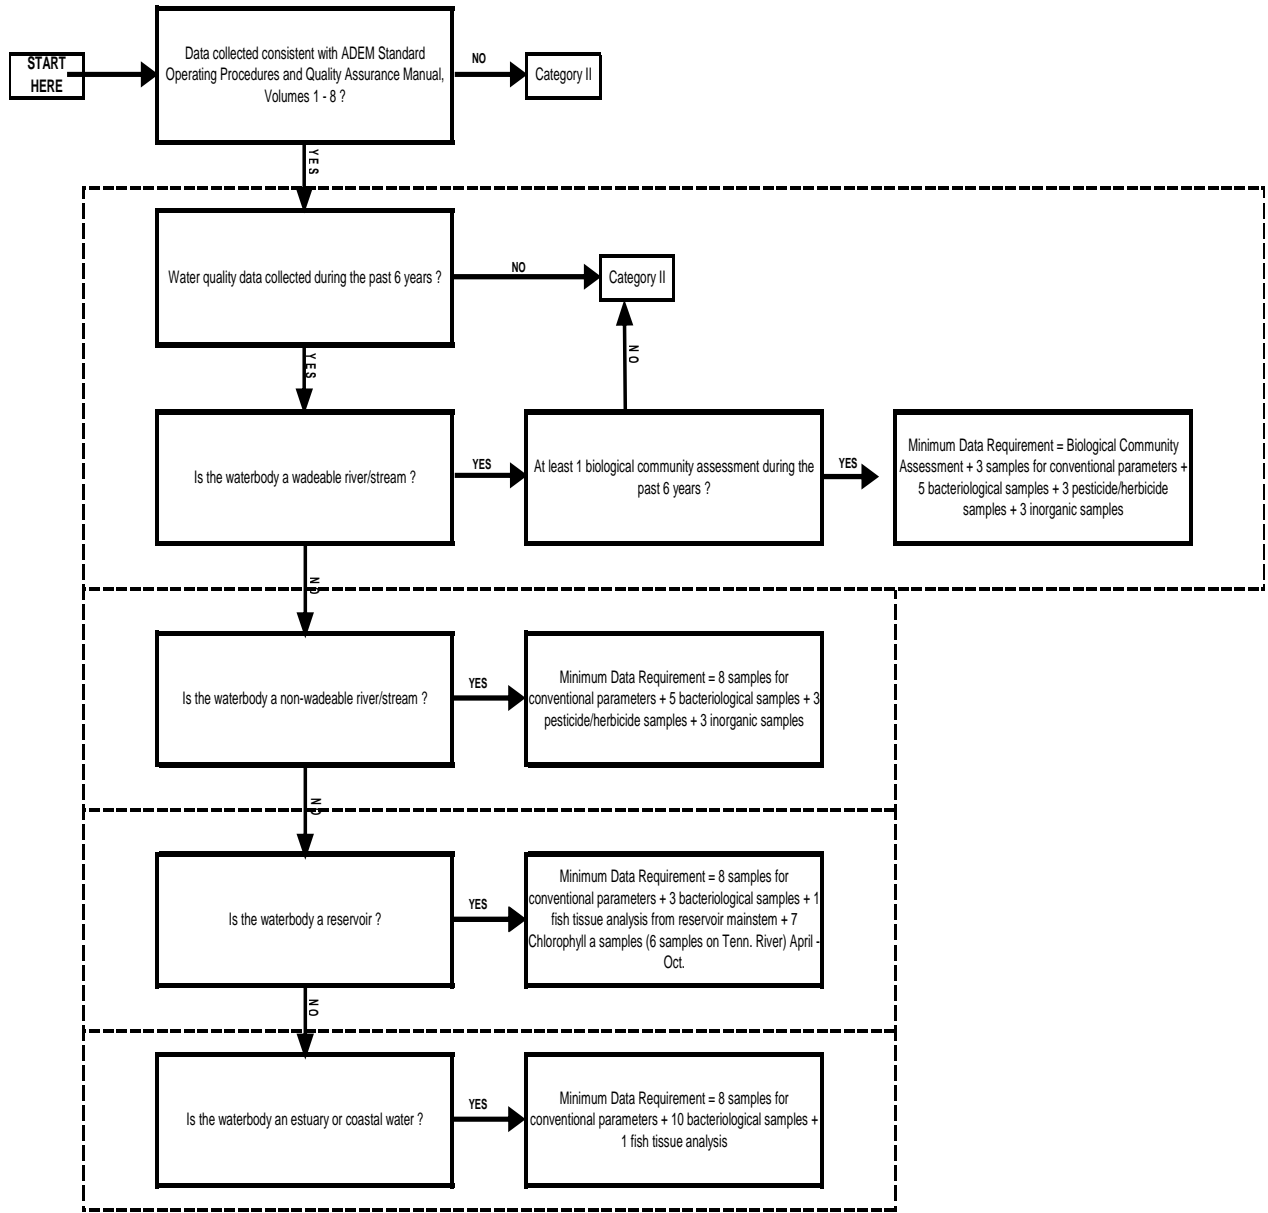 START
HERE
Data collected consistent with ADEM Standard
Operating Procedures and Quality Assurance Manual,
Volumes 1 - 8 ?
NO
Category II
YES
Water quality data collected during the past 6 years ?
NO
Category II
YES
NO
Is the waterbody a wadeable river/stream ?
YES
At least 1 biological community assessment during the
past 6 years ?
YES
Minimum Data Requirement = Biological Community
Assessment + 3 samples for conventional parameters +
5 bacteriological samples + 3 pesticide/herbicide
samples + 3 inorganic samples
NO
Is the waterbody a non-wadeable river/stream ?
YES
Minimum Data Requirement = 8 samples for
conventional parameters + 5 bacteriological samples + 3
pesticide/herbicide samples + 3 inorganic samples
NO
Is the waterbody a reservoir ?
YES
Minimum Data Requirement = 8 samples for
conventional parameters + 3 bacteriological samples + 1
fish tissue analysis from reservoir mainstem + 7
Chlorophyll a samples (6 samples on Tenn. River) April -
Oct.
NO
Is the waterbody an estuary or coastal water ?
YES
Minimum Data Requirement = 8 samples for
conventional parameters + 10 bacteriological samples +
1 fish tissue analysis